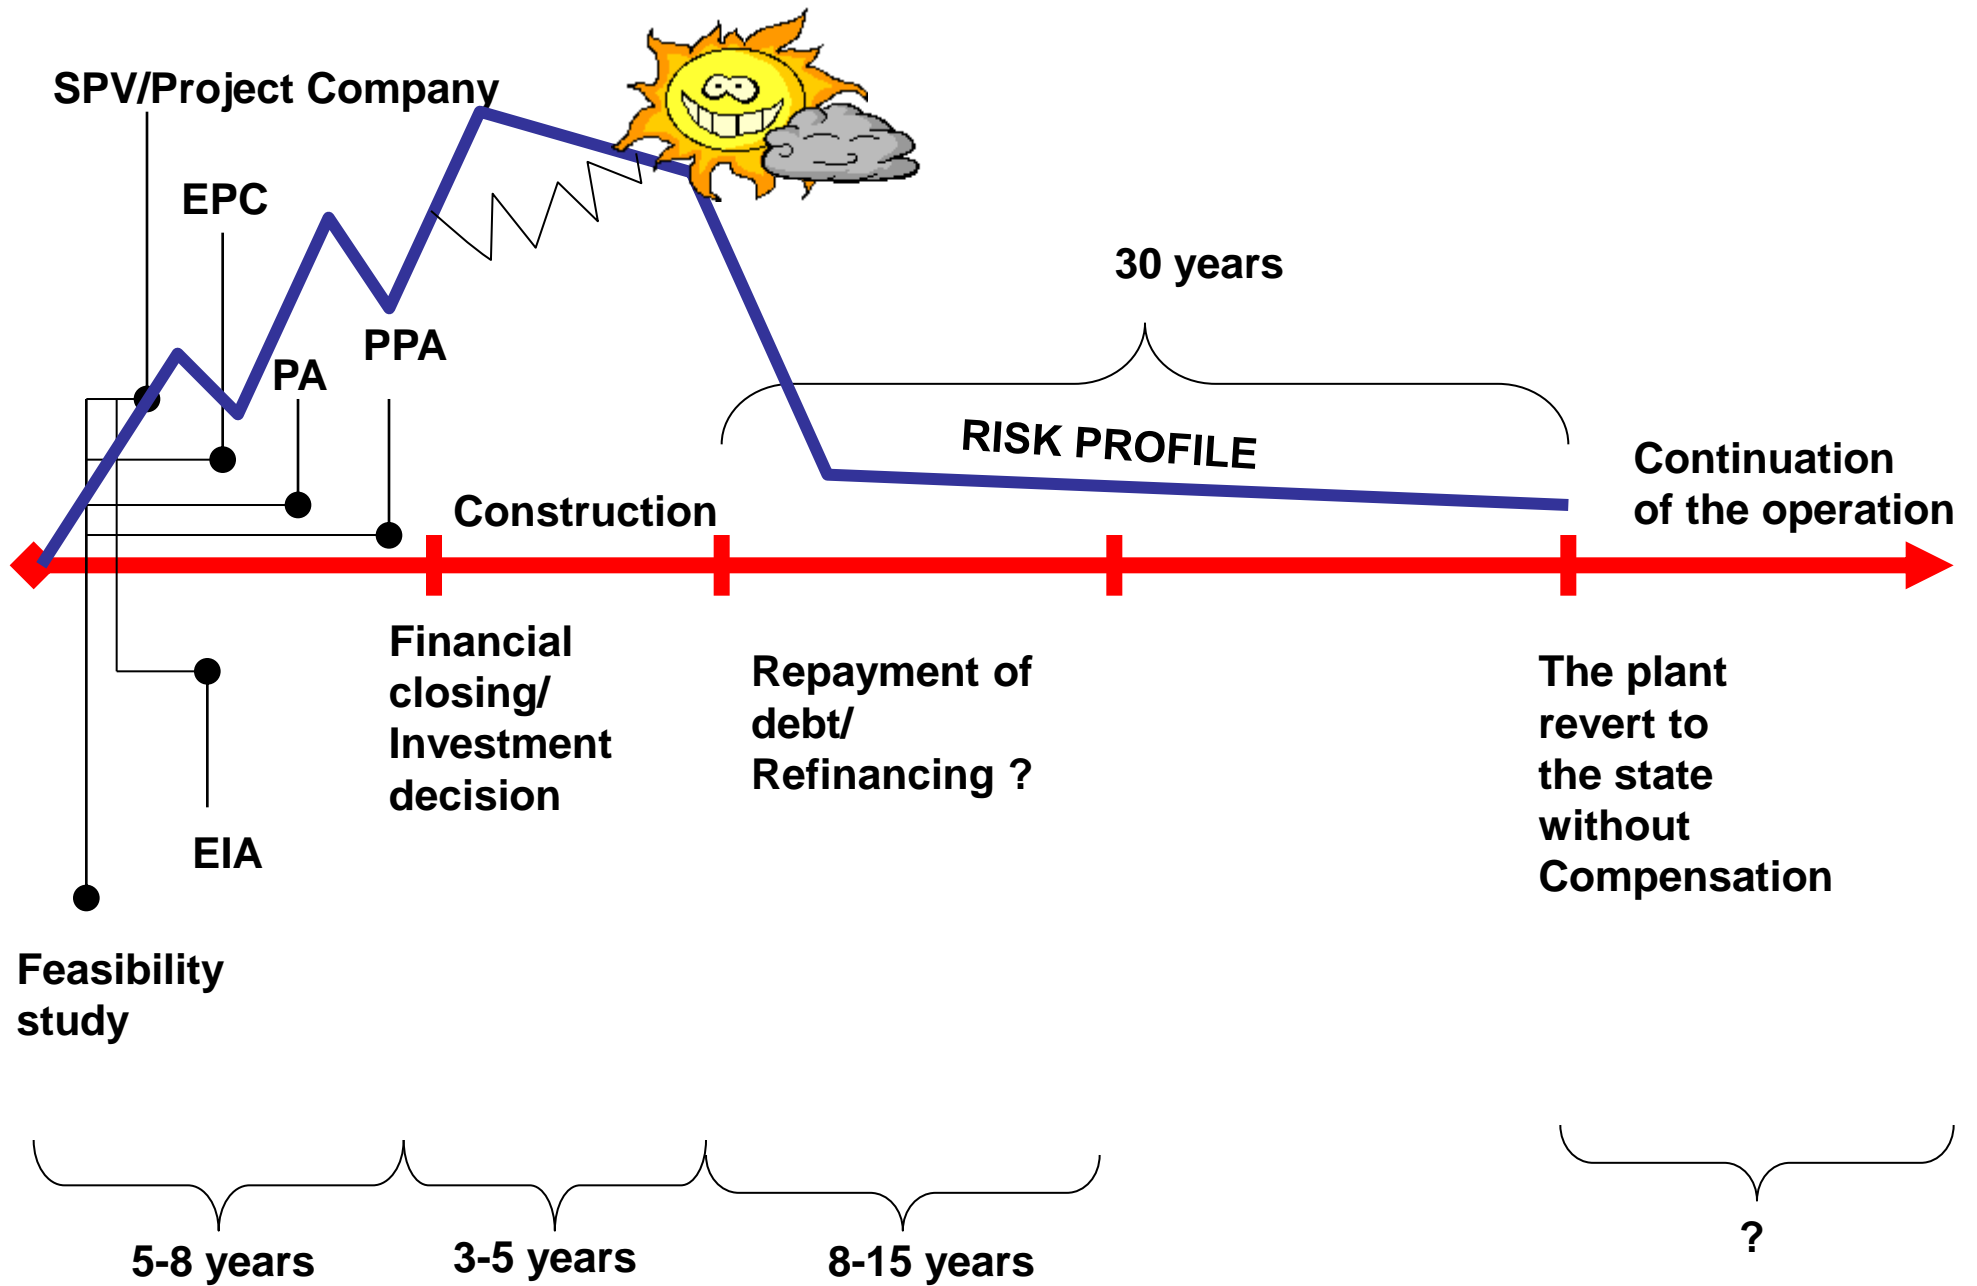 SPV/Project Company
EPC
PA
PPA
30 years
RISK PROFILE
Construction
Continuation
of the operation
Financial
closing/
Investment
decision
Repayment of
debt/
Refinancing ?
The plant
revert to
the state
without
Compensation
EIA
Feasibility
study
5-8 years
3-5 years
8-15 years
?